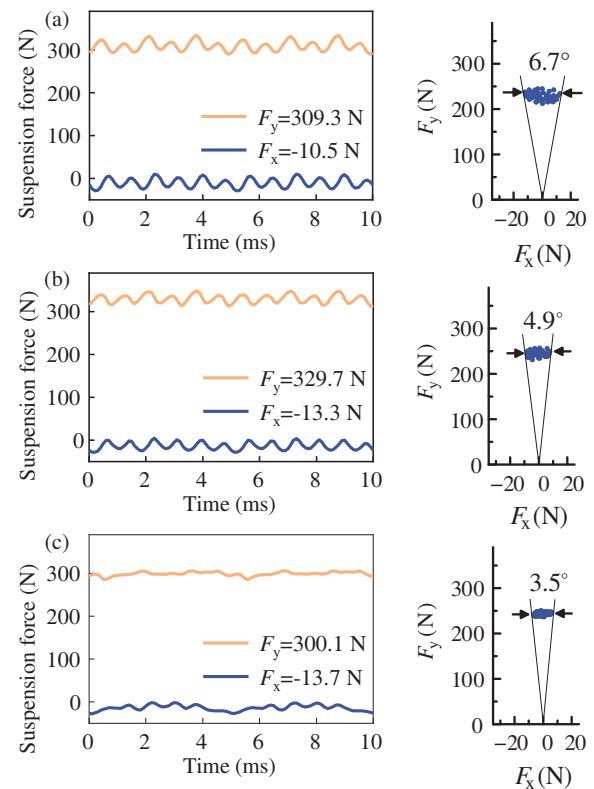 (a)
Suspension force (N)
300
200
100
0
F_y=309.3 N
F_x=-10.5 N
0 2 4 6 8 10
Time (ms)
6.7°
F_y(N)
300
200
100
0
−20 0 20
F_x(N)
(b)
Suspension force (N)
300
200
100
0
F_y=329.7 N
F_x=-13.3 N
0 2 4 6 8 10
Time (ms)
4.9°
F_y(N)
300
200
100
0
−20 0 20
F_x(N)
(c)
Suspension force (N)
300
200
100
0
F_y=300.1 N
F_x=-13.7 N
0 2 4 6 8 10
Time (ms)
3.5°
F_y(N)
300
200
100
0
−20 0 20
F_x(N)